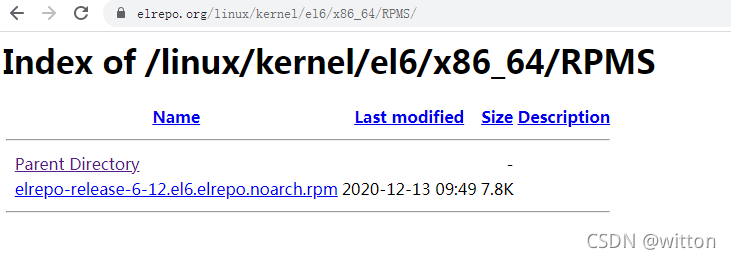 elrepo.org/linux/kernel/el6/x86_64/RPMS/
Index of /linux/kernel/el6/x86_64/RPMS
Name Last modified Size Description
Parent Directory -
elrepo-release-6-12.el6.elrepo.noarch.rpm 2020-12-13 09:49 7.8K
CSDN @witton